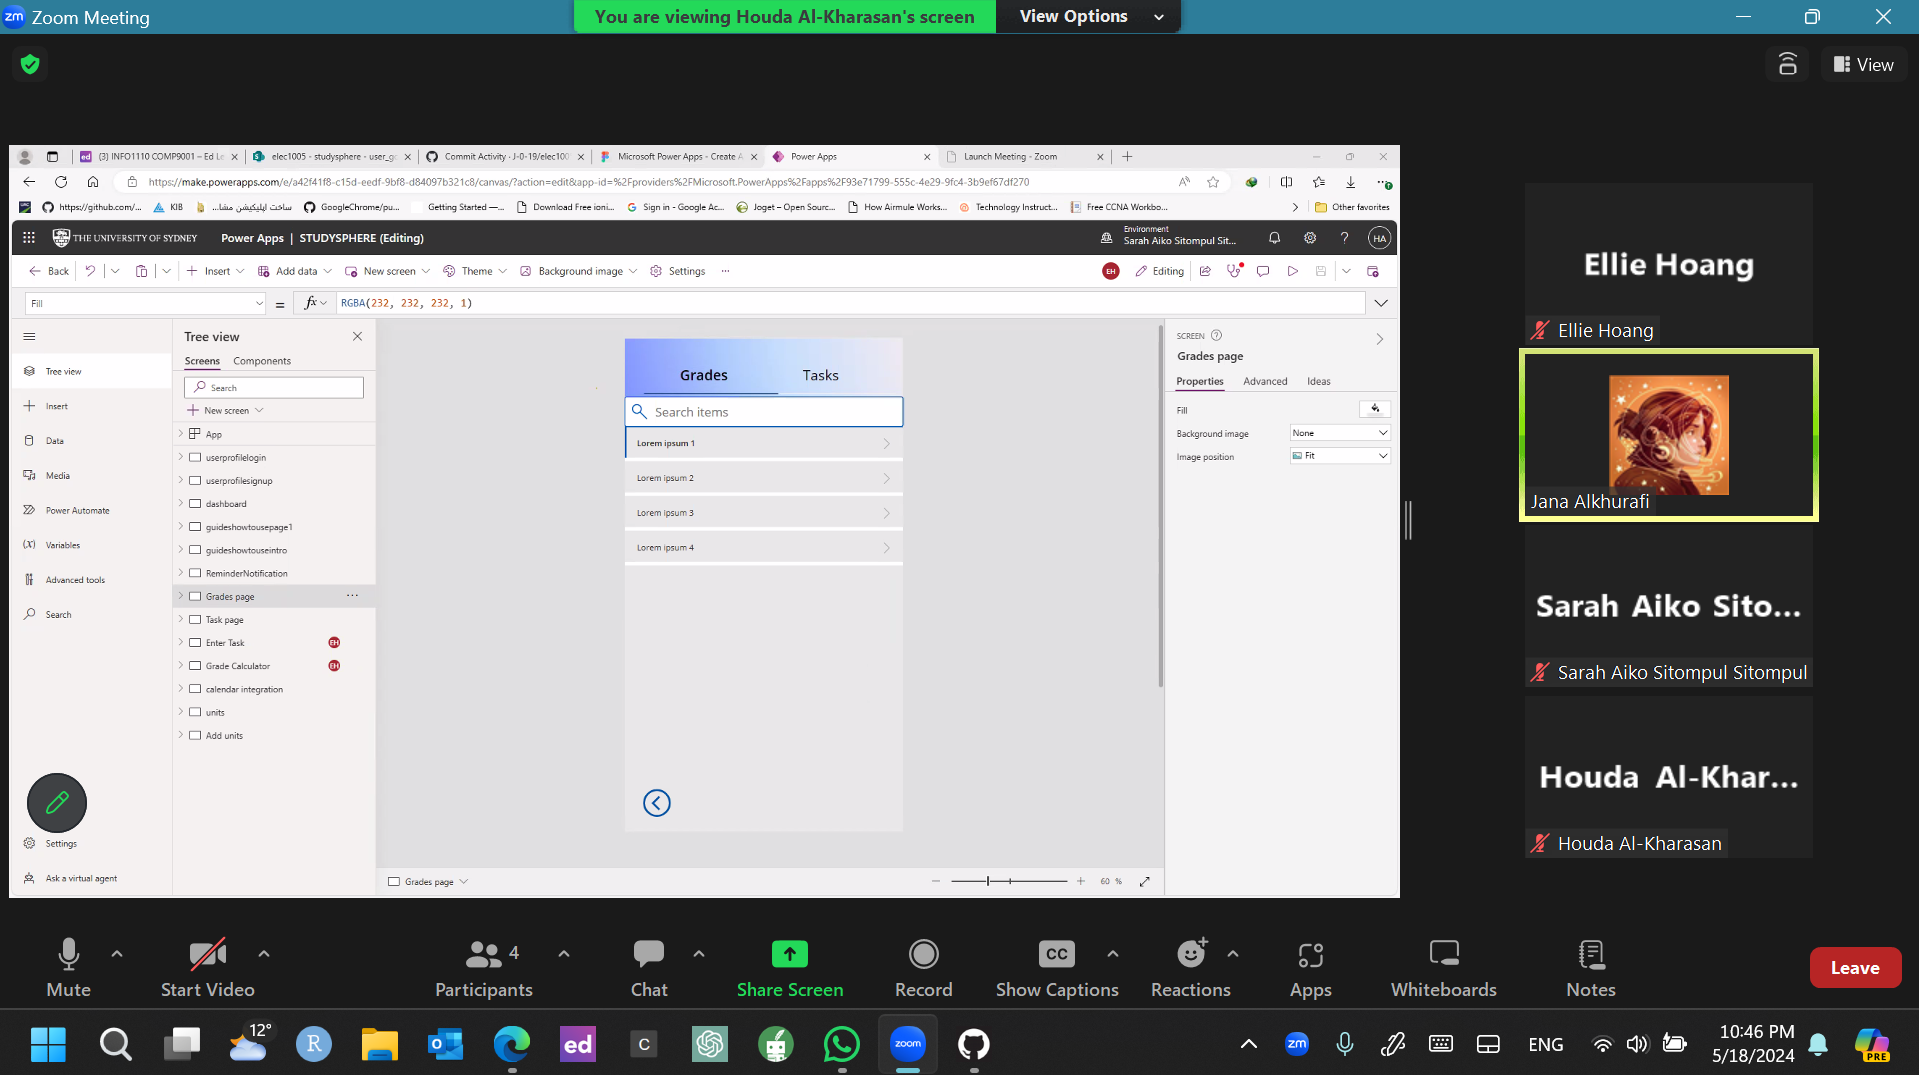 zm Zoom Meeting
You are viewing Houda Al-Kharasan's screen View Options
View
(3) INFO1110 COMP9001 – Ed Le
elec1005 - studysphere - user_gc
Commit Activity · J-0-19/elec100
Microsoft Power Apps - Create A
Power Apps
Launch Meeting - Zoom
https://make.powerapps.com/e/a42f41f8-c15d-eedf-9bf8-d84097b321c8/canvas/?action=edit&app-id=%2Fproviders%2FMicrosoft.PowerApps%2Fapps%2F93e71799-555c-4e29-9fc4-3b9ef67df270
https://github.com/...
KIB
ساخت اپلیکیشن مشا...
GoogleChrome/pu...
Getting Started —...
Download Free ioni...
Sign in - Google Ac...
Joget – Open Sourc...
How Airmule Works...
Technology Instruct...
Free CCNA Workbo...
Other favorites
THE UNIVERSITY OF SYDNEY
Power Apps | STUDYSPHERE (Editing)
Environment
Sarah Aiko Sitompul Sit...
HA
Back
Insert
Add data
New screen
Theme
Background image
Settings
EH
Editing
Fill
= fx
RGBA(232, 232, 232, 1)
Tree view
Insert
Data
Media
Power Automate
Variables
Advanced tools
Search
Settings
Ask a virtual agent
Tree view
Screens Components
Search
New screen
App
userprofilelogin
userprofilesignup
dashboard
guideshowtousepage1
guideshowtouseintro
ReminderNotification
Grades page
Task page
Enter Task EH
Grade Calculator EH
calendar integration
units
Add units
Grades Tasks
Search items
Lorem ipsum 1
Lorem ipsum 2
Lorem ipsum 3
Lorem ipsum 4
Grades page
60 %
SCREEN
Grades page
Properties Advanced Ideas
Fill
Background image None
Image position Fit
Ellie Hoang
Ellie Hoang
Jana Alkhurafi
Sarah Aiko Sito...
Sarah Aiko Sitompul Sitompul
Houda Al-Khar...
Houda Al-Kharasan
4
CC
Mute
Start Video
Participants
Chat
Share Screen
Record
Show Captions
Reactions
Apps
Whiteboards
Notes
Leave
12°
R
ed
C
zoom
zm
ENG
10:46 PM
5/18/2024
PRE